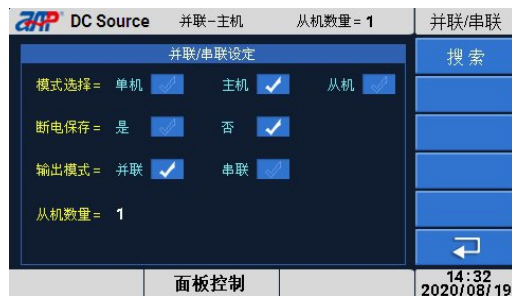 AAP DC Source 并联-主机 从机数量= 1 并联/串联
并联/串联设定
搜索
模式选择= 单机 主机 从机
断电保存= 是 否
输出模式= 并联 串联
从机数量= 1
面板控制
14:32
2020/08/19